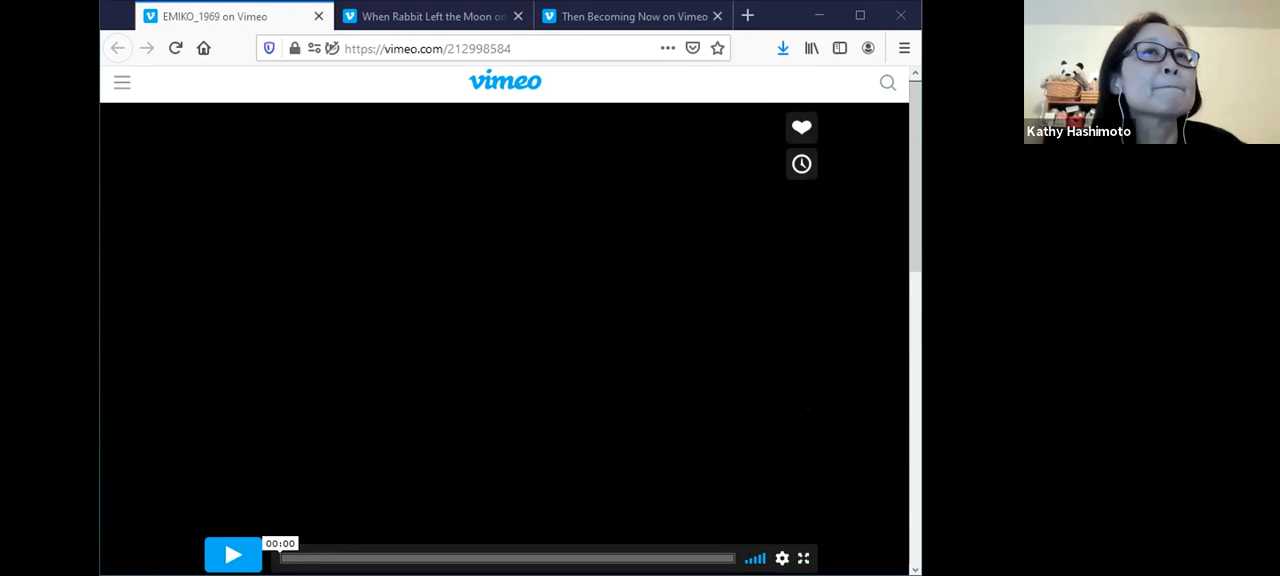 EMIKO_1969 on Vimeo
When Rabbit Left the Moon on
Then Becoming Now on Vimeo
https://vimeo.com/212998584
vimeo
Kathy Hashimoto
00:00